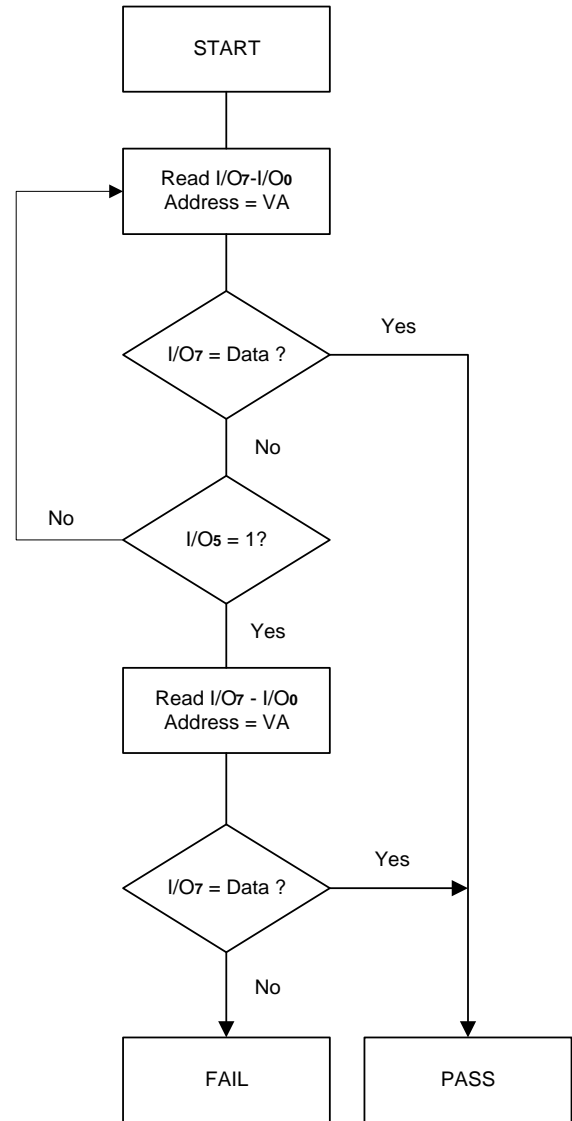 START
Read I/O7-I/O0
Address = VA
Yes
I/O7 = Data ?
No
No
I/O5 = 1?
Yes
Read I/O7 - I/O0
Address = VA
Yes
I/O7 = Data ?
No
FAIL
PASS